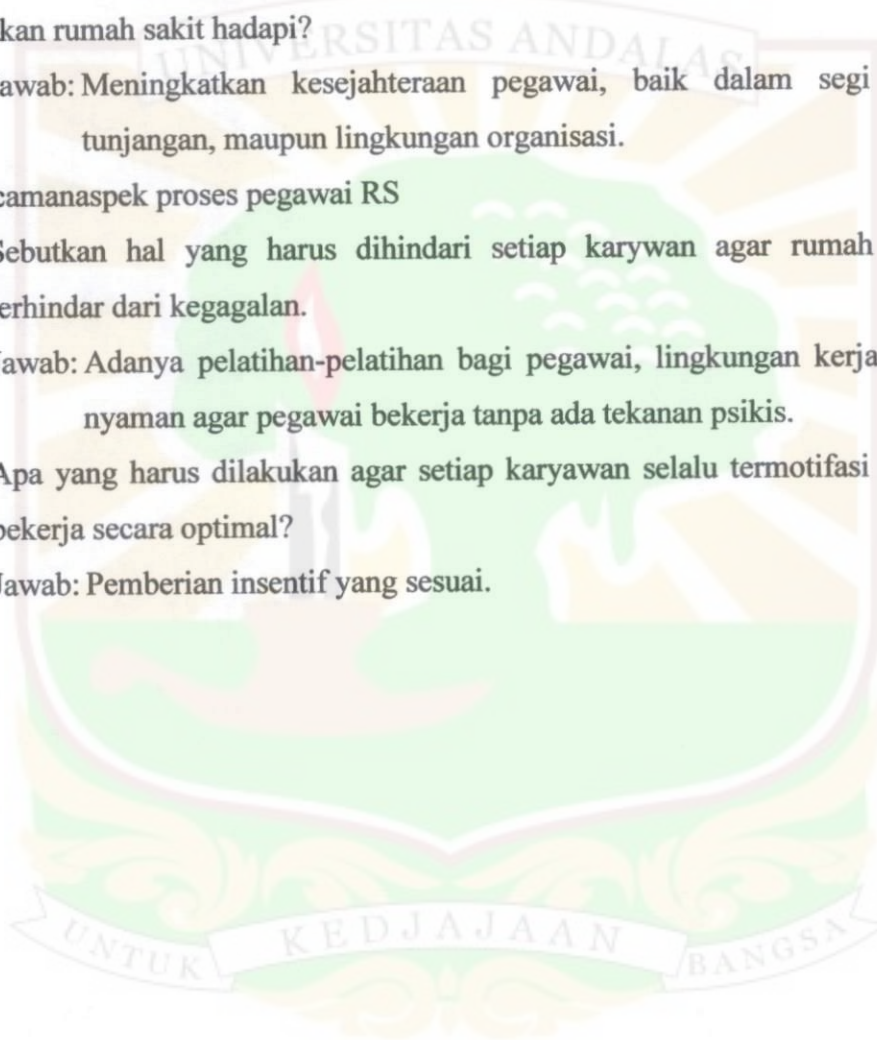 kan rumah sakit hadapi?
UNIVERSITAS ANDALAS
awab: Meningkatkan kesejahteraan pegawai, baik dalam segi
tunjangan, maupun lingkungan organisasi.
camanaspek proses pegawai RS
Sebutkan hal yang harus dihindari setiap karywan agar rumah
erhindar dari kegagalan.
Jawab: Adanya pelatihan-pelatihan bagi pegawai, lingkungan kerja
nyaman agar pegawai bekerja tanpa ada tekanan psikis.
Apa yang harus dilakukan agar setiap karyawan selalu termotifasi
bekerja secara optimal?
Jawab: Pemberian insentif yang sesuai.
UNTUK KEDJAJAAN BANGSA